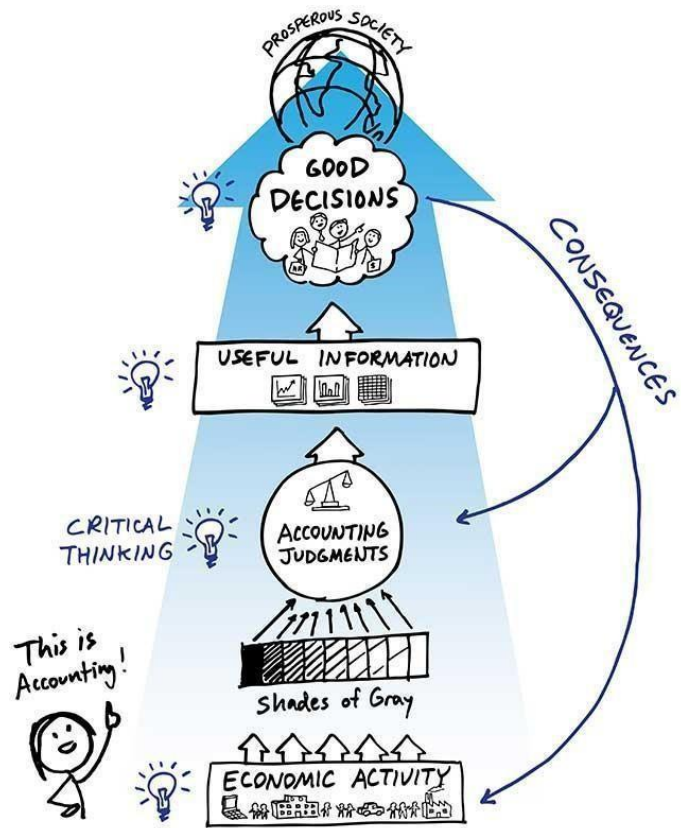 PROSPEROUS SOCIETY
GOOD
DECISIONS
HR
$
CONSEQUENCES
USEFUL INFORMATION
CRITICAL
THINKING
ACCOUNTING
JUDGMENTS
This is
Accounting!
Shades of Gray
ECONOMIC ACTIVITY